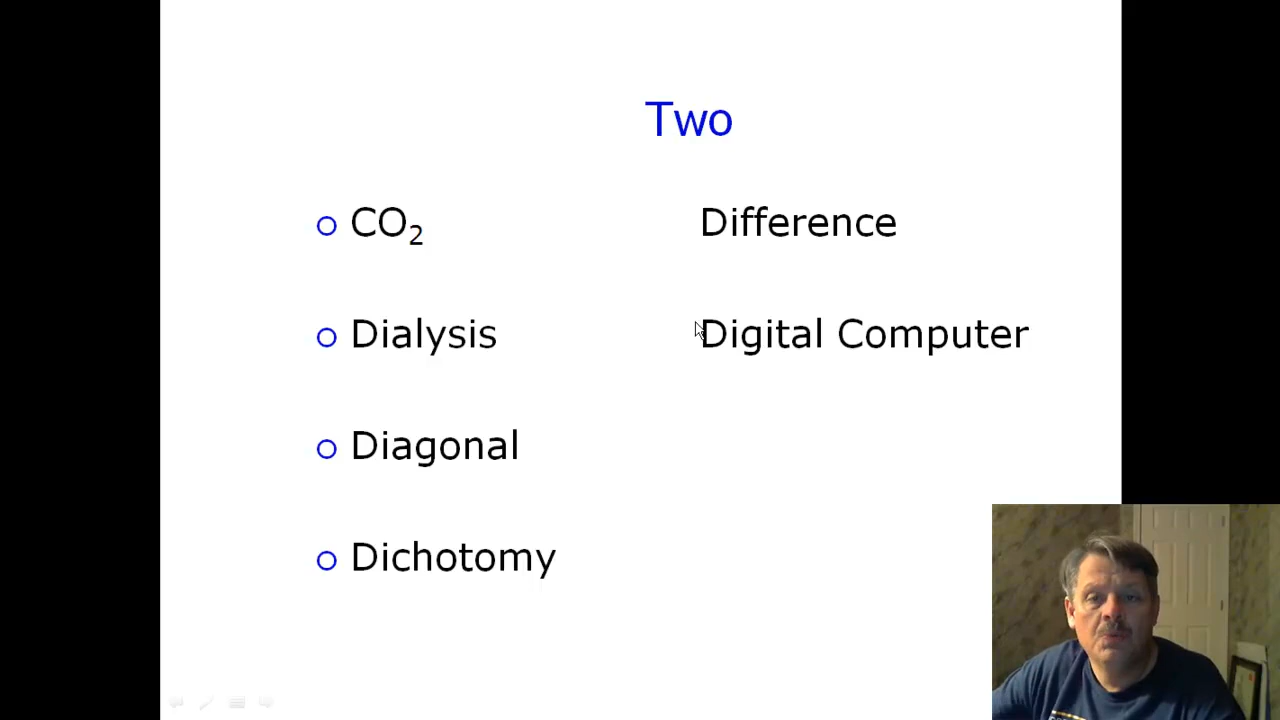 Two
CO₂
Difference
Dialysis
Digital Computer
Diagonal
Dichotomy